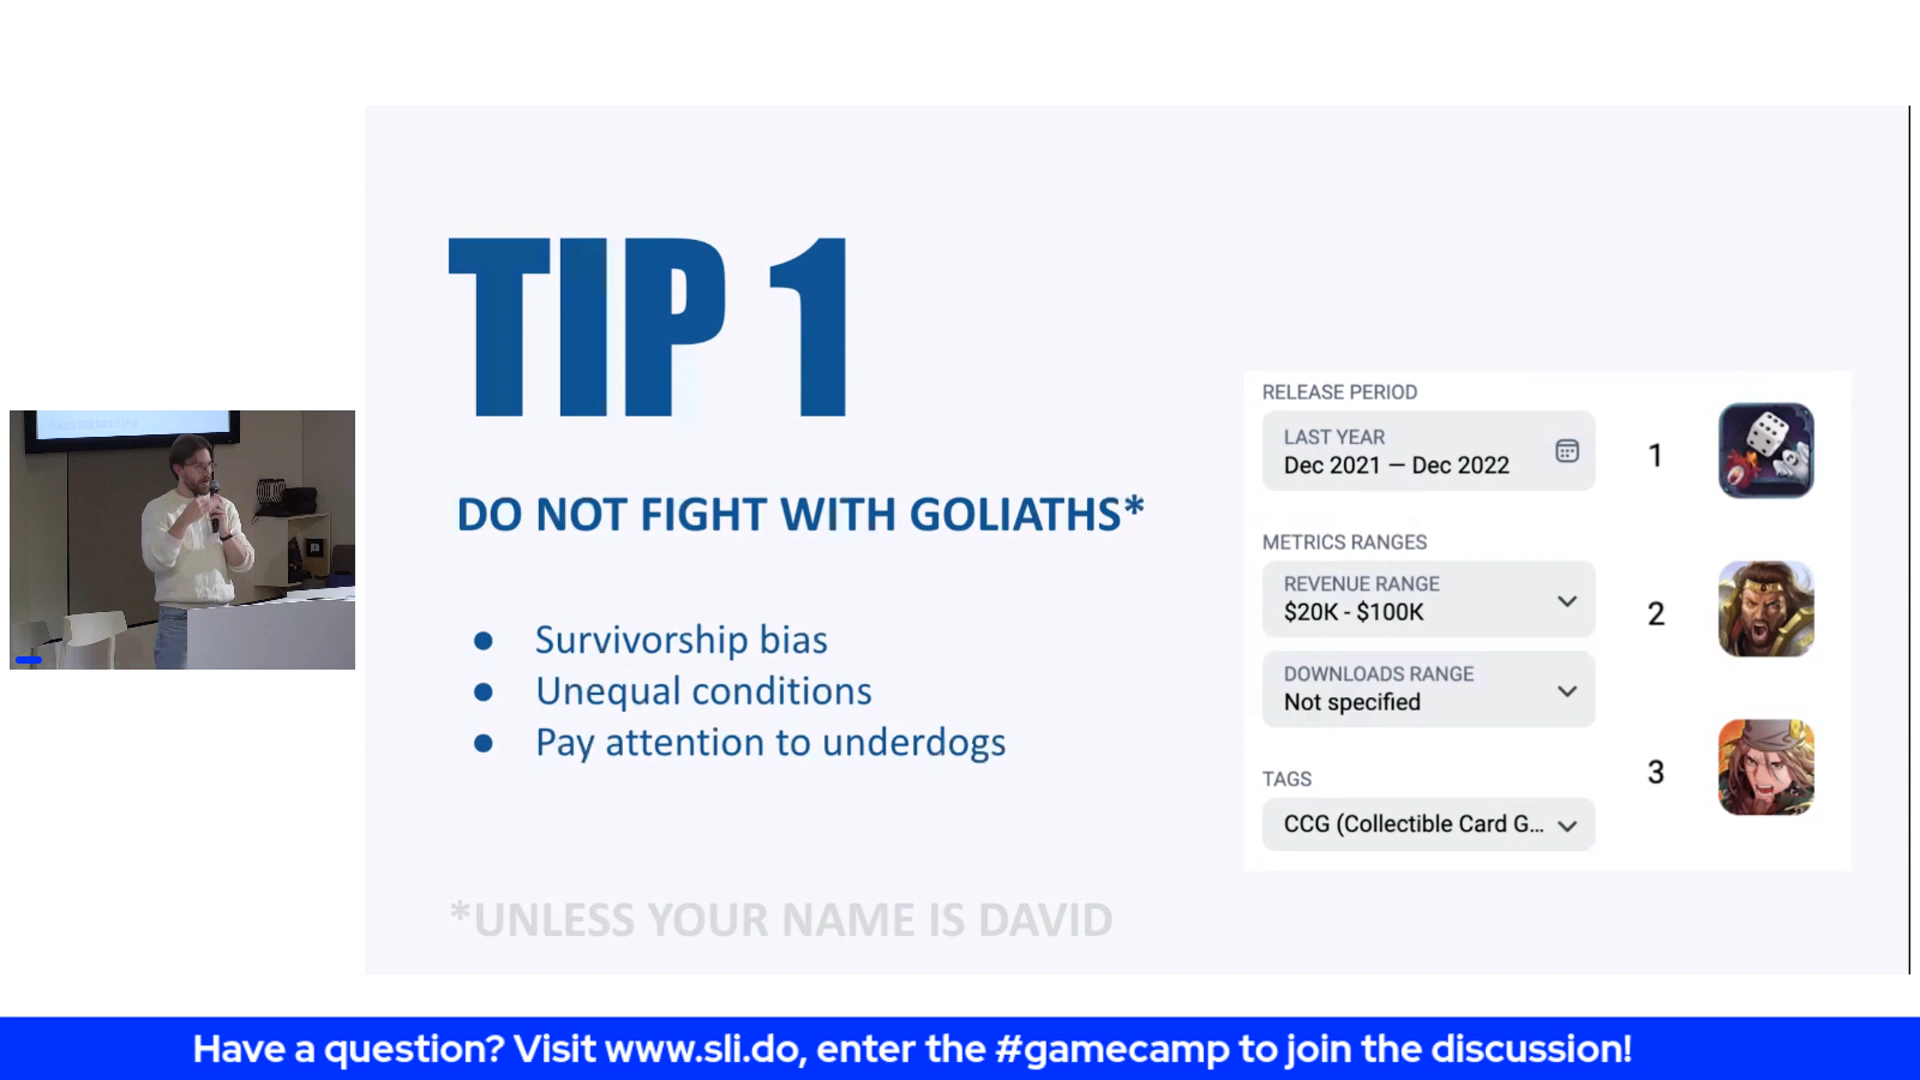 TIP 1
DO NOT FIGHT WITH GOLIATHS*
● Survivorship bias
● Unequal conditions
● Pay attention to underdogs
*UNLESS YOUR NAME IS DAVID
RELEASE PERIOD
LAST YEAR
Dec 2021 — Dec 2022
METRICS RANGES
REVENUE RANGE
$20K - $100K
DOWNLOADS RANGE
Not specified
TAGS
CCG (Collectible Card G...
1
2
3
Have a question? Visit www.sli.do, enter the #gamecamp to join the discussion!